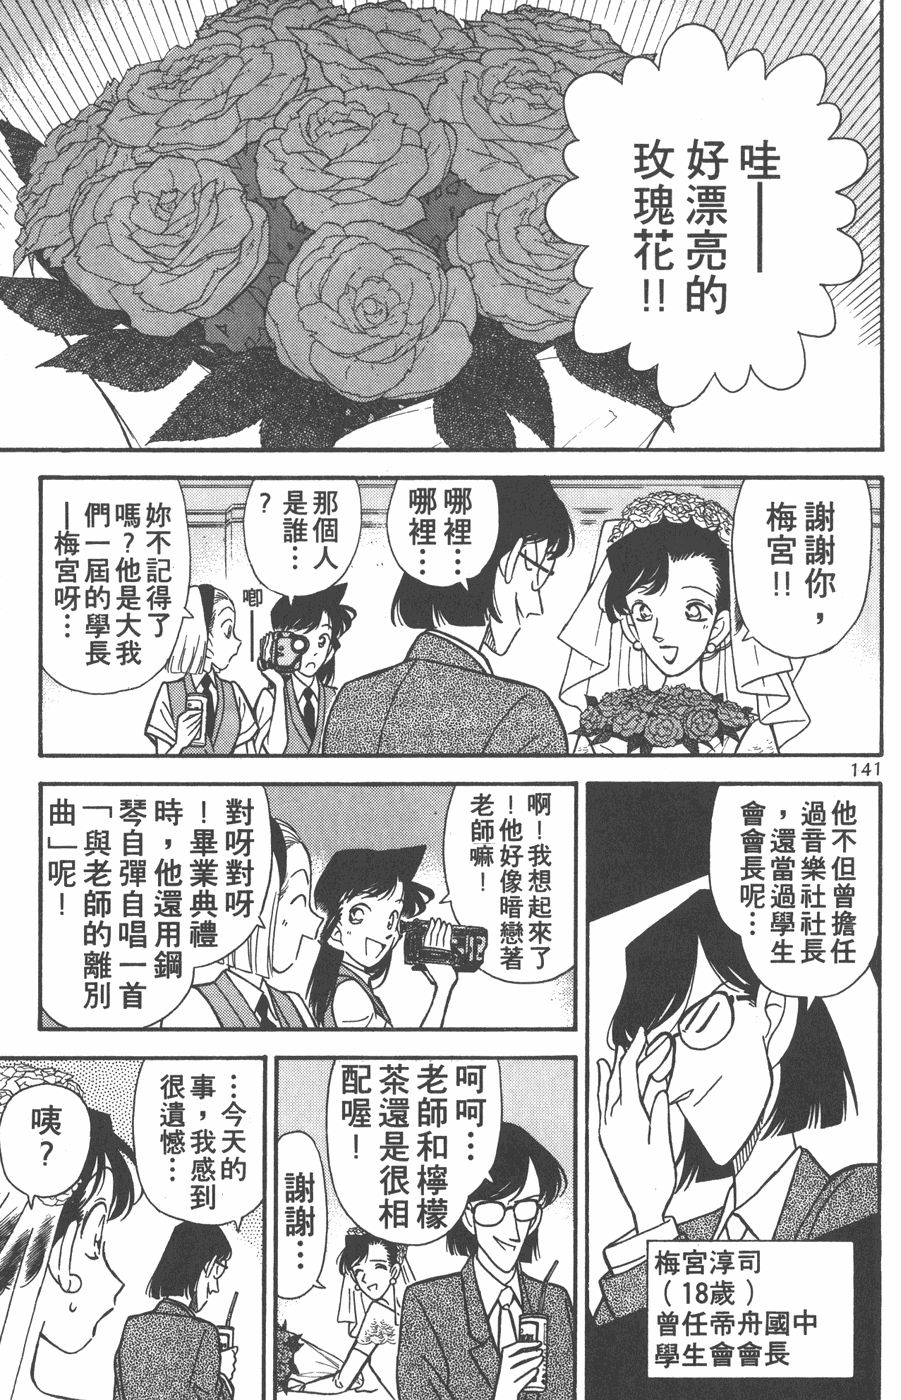 哇——
好漂亮的
玫瑰花!!
謝謝你，
梅宮!!
哪裡…
哪裡…
那個人
是誰…
?
唧——
妳不記得了
嗎?他是大我
們一屆的學長
—梅宮呀…
141
他不但曾擔任
過音樂社社長
，還當過學生
會會長呢…
梅宮淳司
(18歲)
曾任帝舟國中
學生會會長
啊!我想起來了
!他好像暗戀著
老師嘛!
對呀對呀
!畢業典禮
時，他還用鋼
琴自彈自唱一首
「與老師的離別
曲」呢!
呵呵…
老師和檸檬
茶還是很相
配喔!
謝謝…
…今天的
事，我感到
很遺憾…
咦?